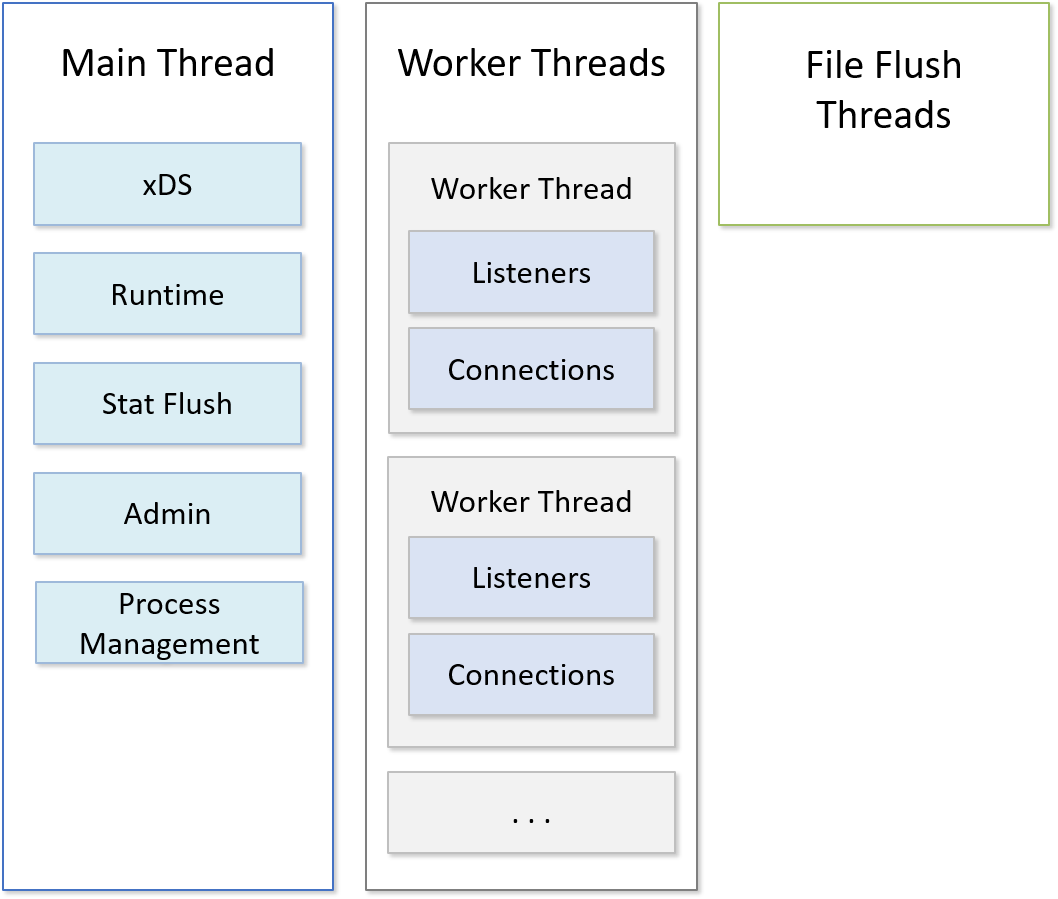 Main Thread
xDS
Runtime
Stat Flush
Admin
Process
Management
Worker Threads
Worker Thread
Listeners
Connections
Worker Thread
Listeners
Connections
. . .
File Flush
Threads